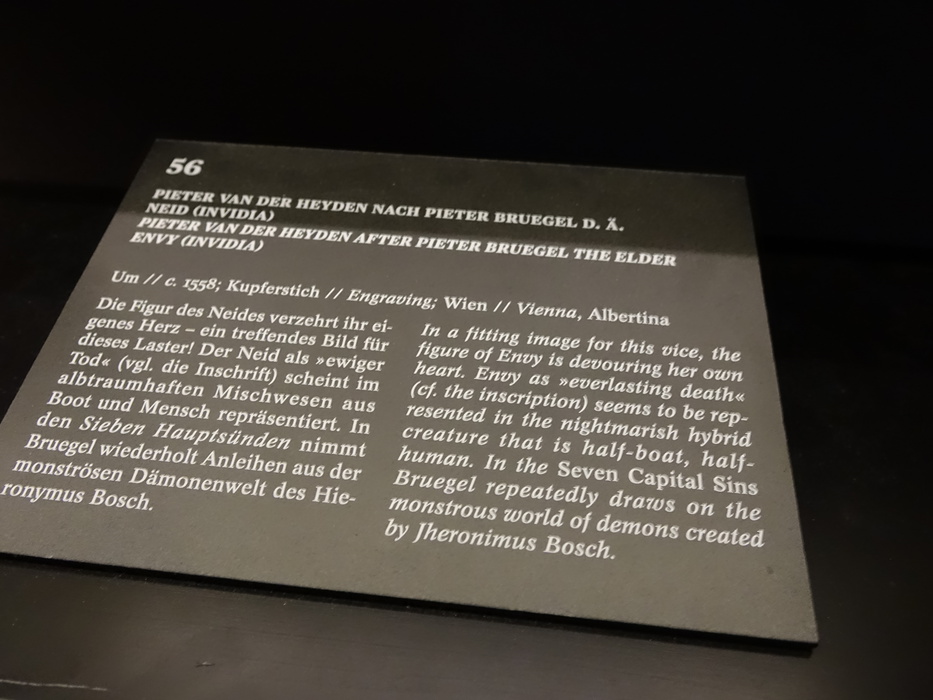 56
PIETER VAN DER HEYDEN NACH PIETER BRUEGEL D. Ä.
NEID (INVIDIA)
PIETER VAN DER HEYDEN AFTER PIETER BRUEGEL THE ELDER
ENVY (INVIDIA)
Um // c. 1558; Kupferstich // Engraving; Wien // Vienna, Albertina
Die Figur des Neides verzehrt ihr ei-
genes Herz – ein treffendes Bild für
dieses Laster! Der Neid als »ewiger
Tod« (vgl. die Inschrift) scheint im
albtraumhaften Mischwesen aus
Boot und Mensch repräsentiert. In
den Sieben Hauptsünden nimmt
Bruegel wiederholt Anleihen aus der
monströsen Dämonenwelt des Hie-
ronymus Bosch.
In a fitting image for this vice, the
figure of Envy is devouring her own
heart. Envy as »everlasting death«
(cf. the inscription) seems to be rep-
resented in the nightmarish hybrid
creature that is half-boat, half-
human. In the Seven Capital Sins
Bruegel repeatedly draws on the
monstrous world of demons created
by Jheronimus Bosch.